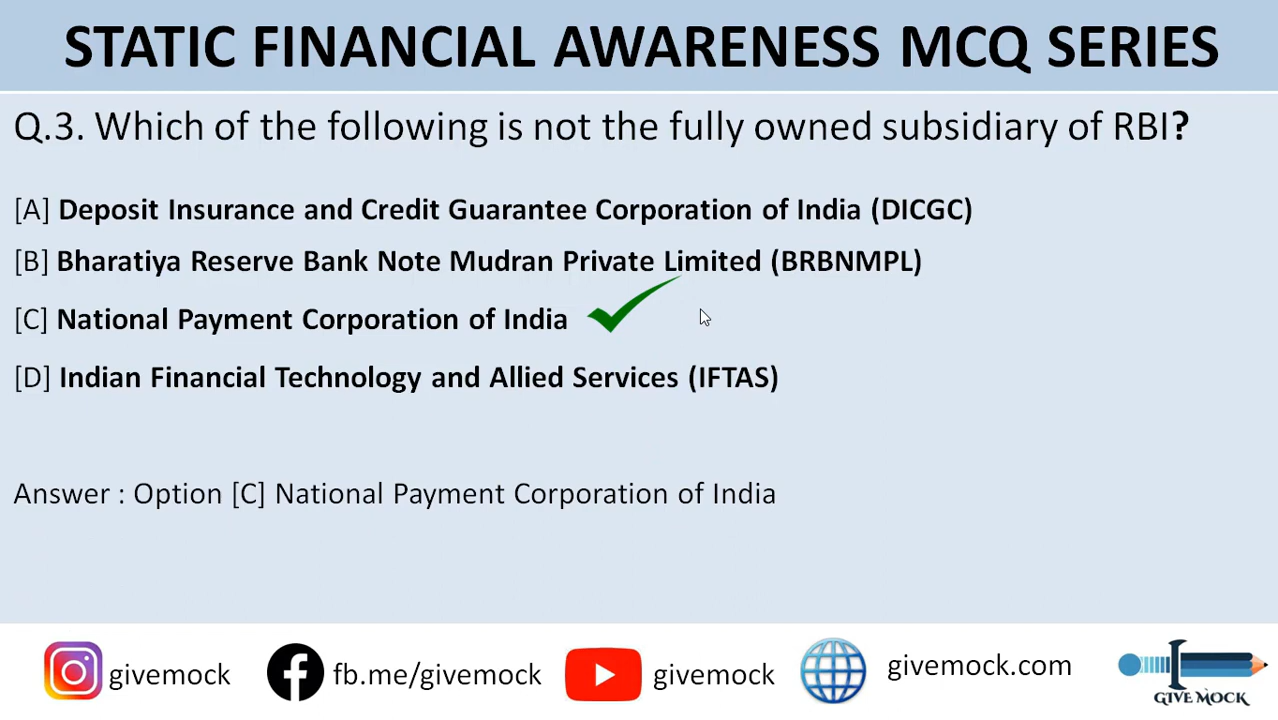 STATIC FINANCIAL AWARENESS MCQ SERIES
Q.3. Which of the following is not the fully owned subsidiary of RBI?
[A] Deposit Insurance and Credit Guarantee Corporation of India (DICGC)
[B] Bharatiya Reserve Bank Note Mudran Private Limited (BRBNMPL)
[C] National Payment Corporation of India
[D] Indian Financial Technology and Allied Services (IFTAS)
Answer : Option [C] National Payment Corporation of India
givemock fb.me/givemock givemock givemock.com
GIVE MOCK